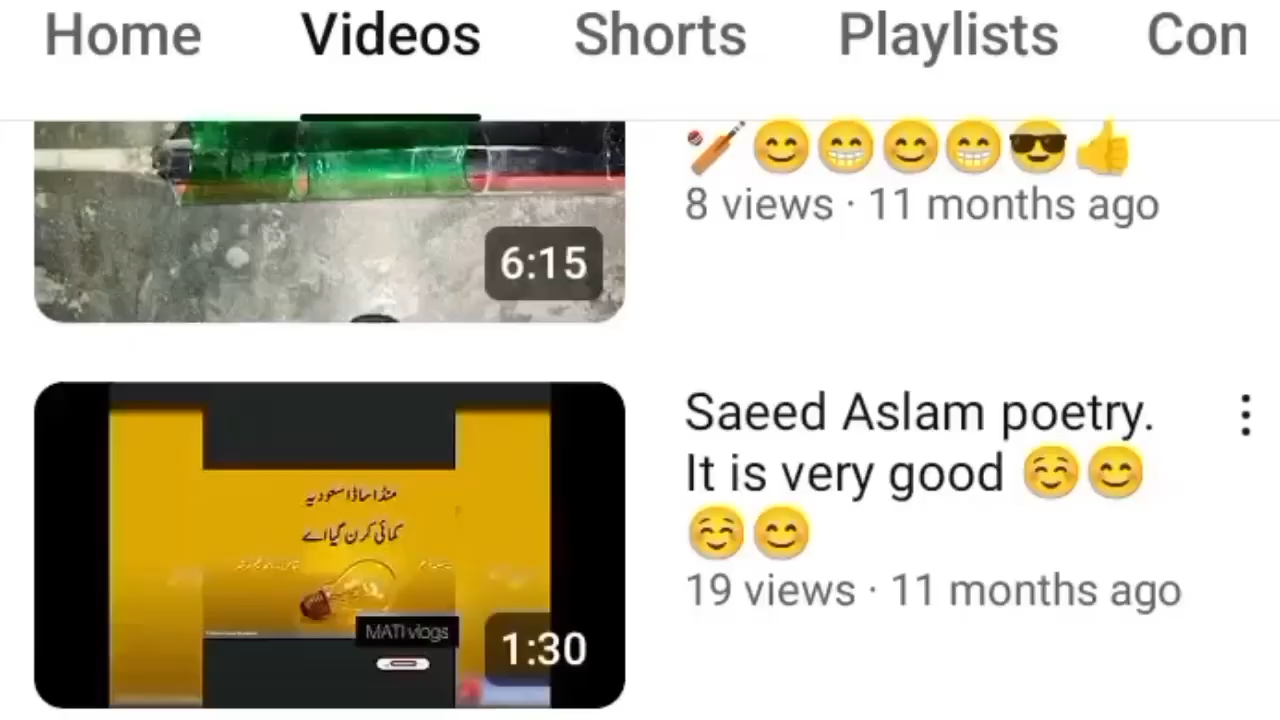 Home Videos Shorts Playlists Con
🏏😊😁😊😁😎👍
8 views · 11 months ago
6:15
Saeed Aslam poetry.
It is very good ☺️😊
☺️😊
19 views · 11 months ago
منڈا ساڈا سعودیہ
کمائی کرن گیا اے
MATI vlogs
1:30